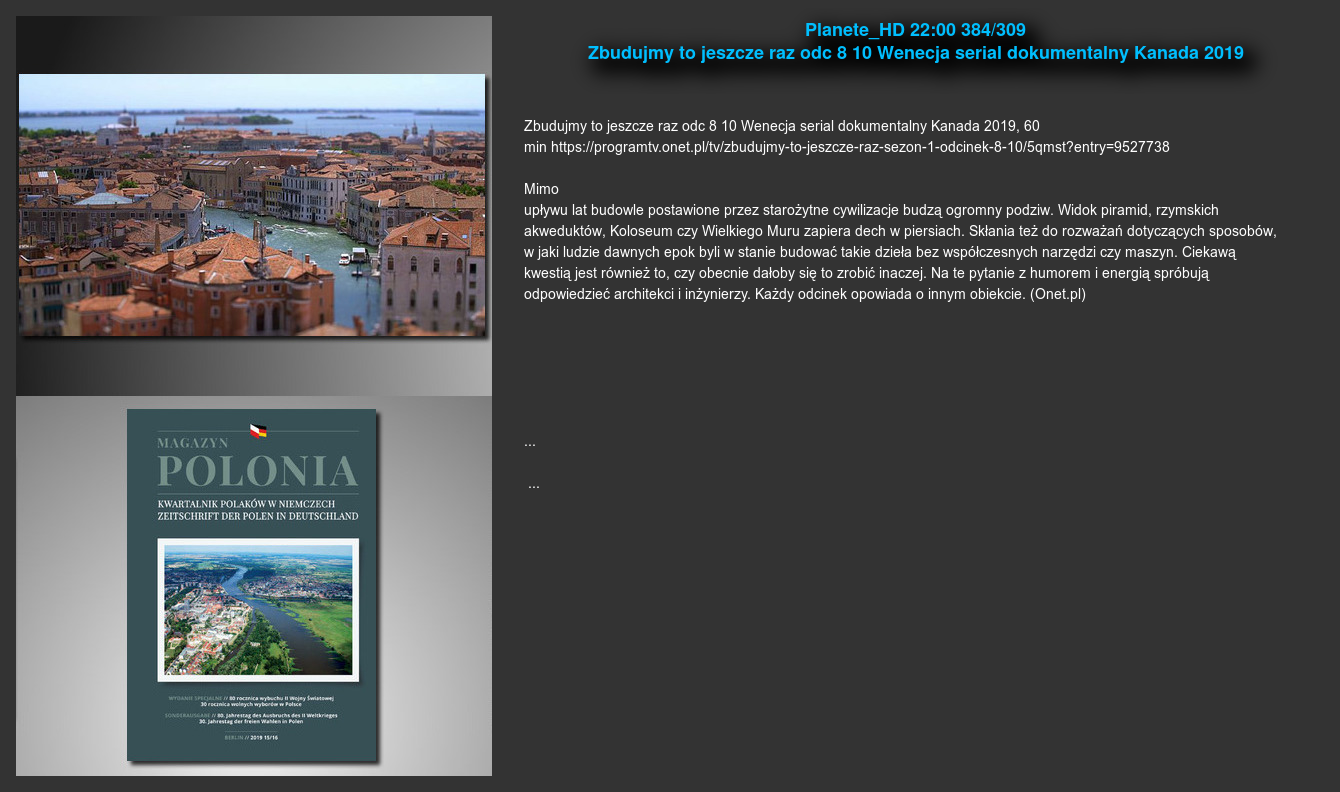 Planete_HD 22:00 384/309
Zbudujmy to jeszcze raz odc 8 10 Wenecja serial dokumentalny Kanada 2019
Zbudujmy to jeszcze raz odc 8 10 Wenecja serial dokumentalny Kanada 2019, 60
min https://programtv.onet.pl/tv/zbudujmy-to-jeszcze-raz-sezon-1-odcinek-8-10/5qmst?entry=9527738
Mimo
upływu lat budowle postawione przez starożytne cywilizacje budzą ogromny podziw. Widok piramid, rzymskich
akweduktów, Koloseum czy Wielkiego Muru zapiera dech w piersiach. Skłania też do rozważań dotyczących sposobów,
w jaki ludzie dawnych epok byli w stanie budować takie dzieła bez współczesnych narzędzi czy maszyn. Ciekawą
kwestią jest również to, czy obecnie dałoby się to zrobić inaczej. Na te pytanie z humorem i energią spróbują
odpowiedzieć architekci i inżynierzy. Każdy odcinek opowiada o innym obiekcie. (Onet.pl)
...
...
MAGAZYN
POLONIA
KWARTALNIK POLAKÓW W NIEMCZECH
ZEITSCHRIFT DER POLEN IN DEUTSCHLAND
WYDANIE SPECJALNE // 80 rocznica wybuchu II Wojny Światowej
30 rocznica wolnych wyborów w Polsce
SONDERAUSGABE // 80. Jahrestag des Ausbruchs des II Weltkrieges
30. Jahrestag der freien Wahlen in Polen
BERLIN // 2019 15/16